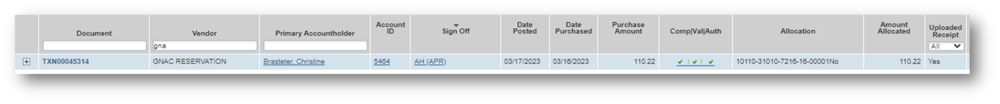 Document
Vendor
Primary Accountholder
Account
ID
Sign Off
Date
Posted
Date
Purchased
Purchase
Amount
Comp|Val|Auth
Allocation
Amount
Allocated
Uploaded
Receipt
gna
All
TXN00045314 GNAC RESERVATION Brasteter, Christine 5464 AH (APR) 03/17/2023 03/16/2023 110.22 10110-31010-7216-16-00001No 110.22 Yes